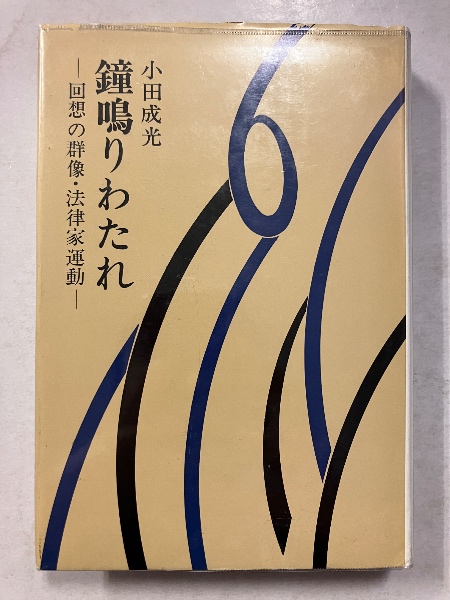 小田成光
鐘鳴りわたれ
―回想の群像・法律家運動―